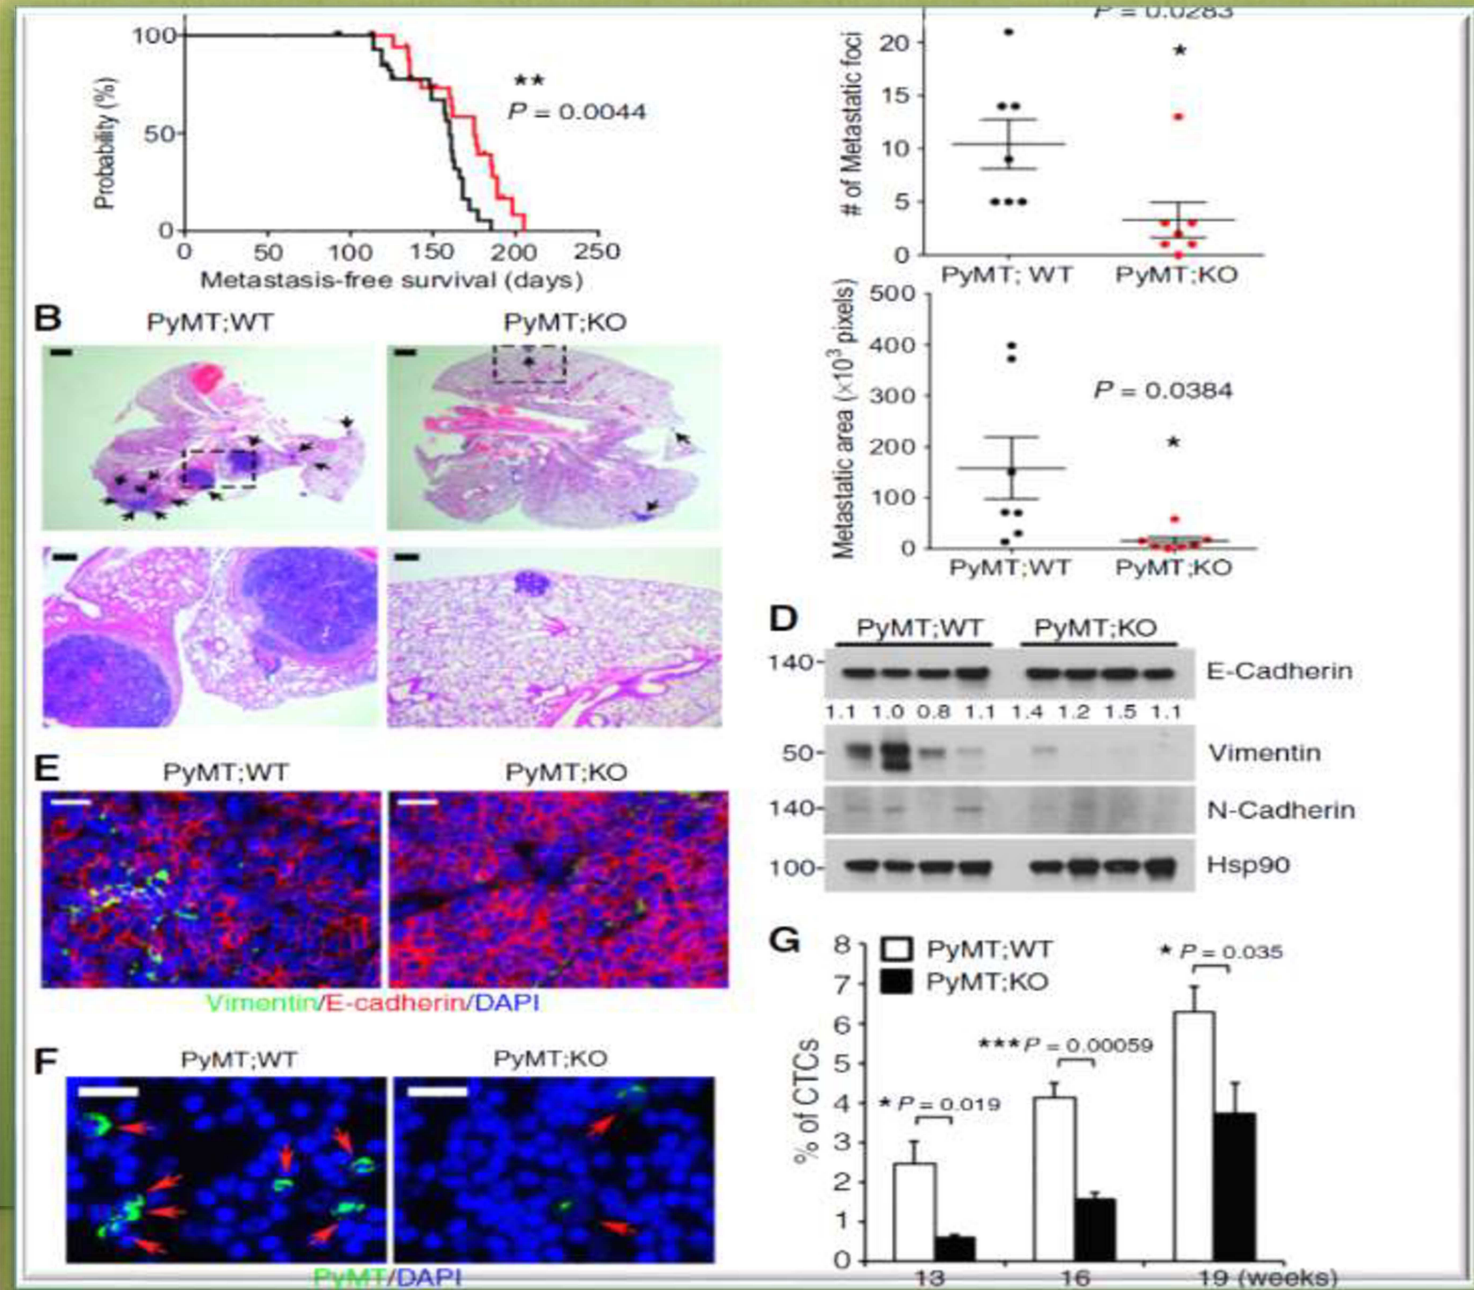 100
50
0
Probability (%)
**
P = 0.0044
0 50 100 150 200 250
Metastasis-free survival (days)
P = 0.0283
*
# of Metastatic foci
20
15
10
5
0
PyMT; WT PyMT;KO
B
PyMT;WT PyMT;KO
Metastatic area (×10³ pixels)
500
400
300
200
100
0
P = 0.0384
*
PyMT;WT PyMT;KO
D
PyMT;WT PyMT;KO
140 E-Cadherin
1.1 1.0 0.8 1.1 1.4 1.2 1.5 1.1
50 Vimentin
140 N-Cadherin
100 Hsp90
E
PyMT;WT PyMT;KO
Vimentin/E-cadherin/DAPI
F
PyMT;WT PyMT;KO
PyMT/DAPI
G
PyMT;WT
PyMT;KO
% of CTCs
8
7
6
5
4
3
2
1
0
* P = 0.019
*** P = 0.00059
* P = 0.035
13 16 19 (weeks)